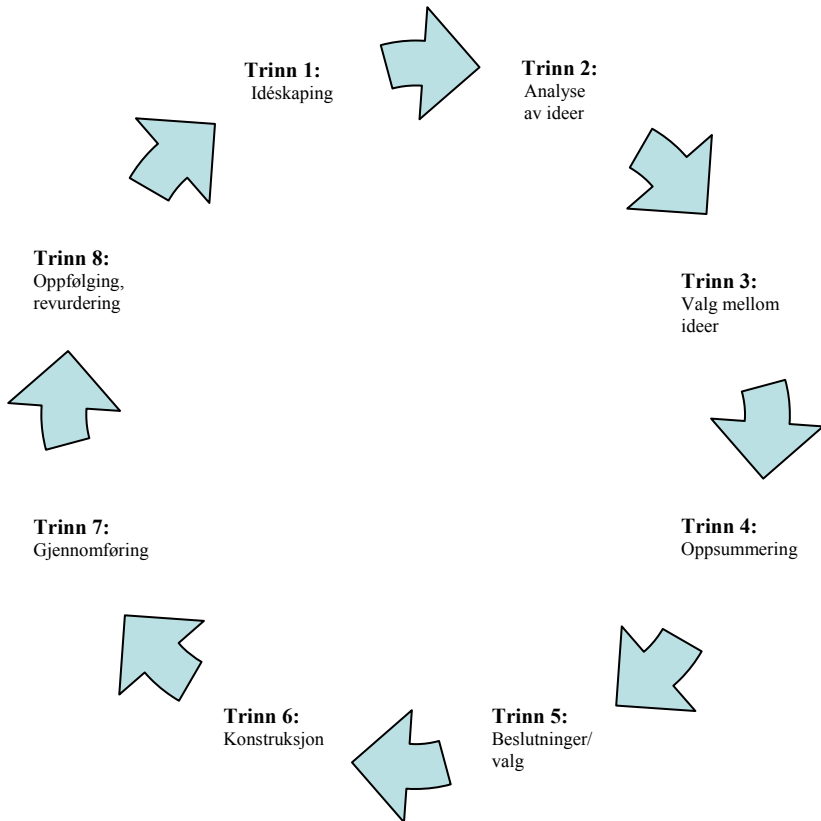 Trinn 1:
Idéskaping
Trinn 2:
Analyse
av ideer
Trinn 3:
Valg mellom
ideer
Trinn 4:
Oppsummering
Trinn 5:
Beslutninger/
valg
Trinn 6:
Konstruksjon
Trinn 7:
Gjennomføring
Trinn 8:
Oppfølging,
revurdering